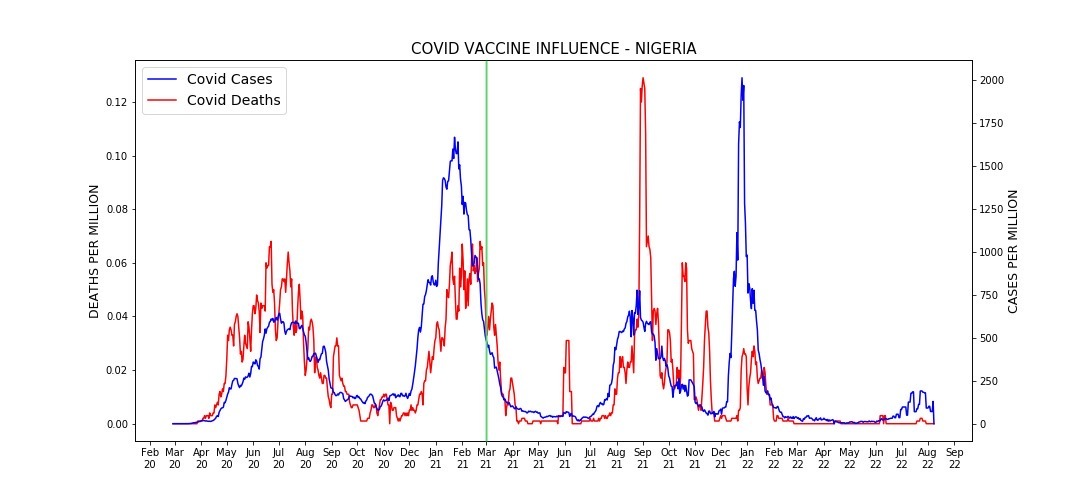 COVID VACCINE INFLUENCE - NIGERIA
Covid Cases
Covid Deaths
DEATHS PER MILLION
0.12
0.10
0.08
0.06
0.04
0.02
0.00
2000
1750
1500
1250
1000
750
500
250
0
CASES PER MILLION
Feb Mar Apr May Jun Jul Aug Sep Oct Nov Dec Jan Feb Mar Apr May Jun Jul Aug Sep Oct Nov Dec Jan Feb Mar Apr May Jun Jul Aug Sep
20 20 20 20 20 20 20 20 20 20 20 21 21 21 21 21 21 21 21 21 21 21 21 22 22 22 22 22 22 22 22 22